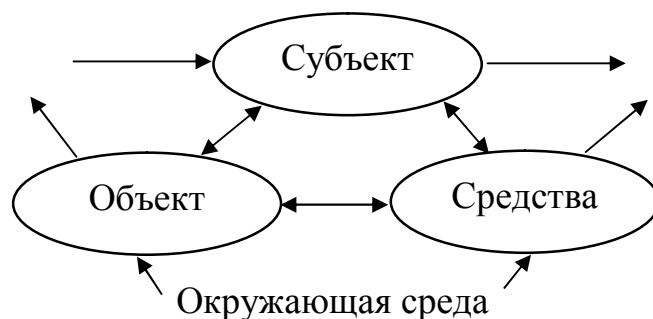 Субъект
Объект
Средства
Окружающая среда